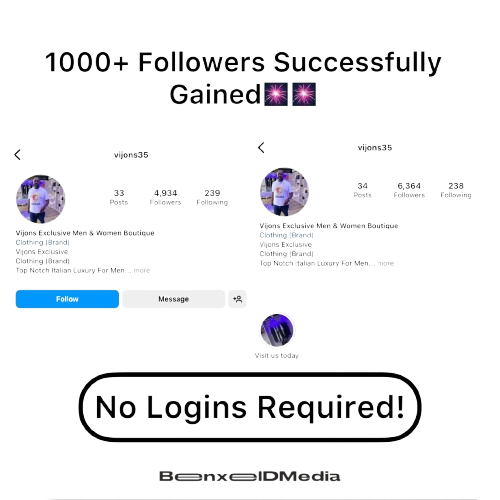 1000+ Followers Successfully
Gained🎆🎆
vijons35
33 4,934 239
Posts Followers Following
Vijons Exclusive Men & Women Boutique
Clothing (Brand)
Vijons Exclusive
Clothing (Brand)
Top Notch Italian Luxury For Men... more
Follow Message
vijons35
34 6,364 238
Posts Followers Following
Vijons Exclusive Men & Women Boutique
Clothing (Brand)
Vijons Exclusive
Clothing (Brand)
Top Notch Italian Luxury For Men... more
Visit us today
No Logins Required!